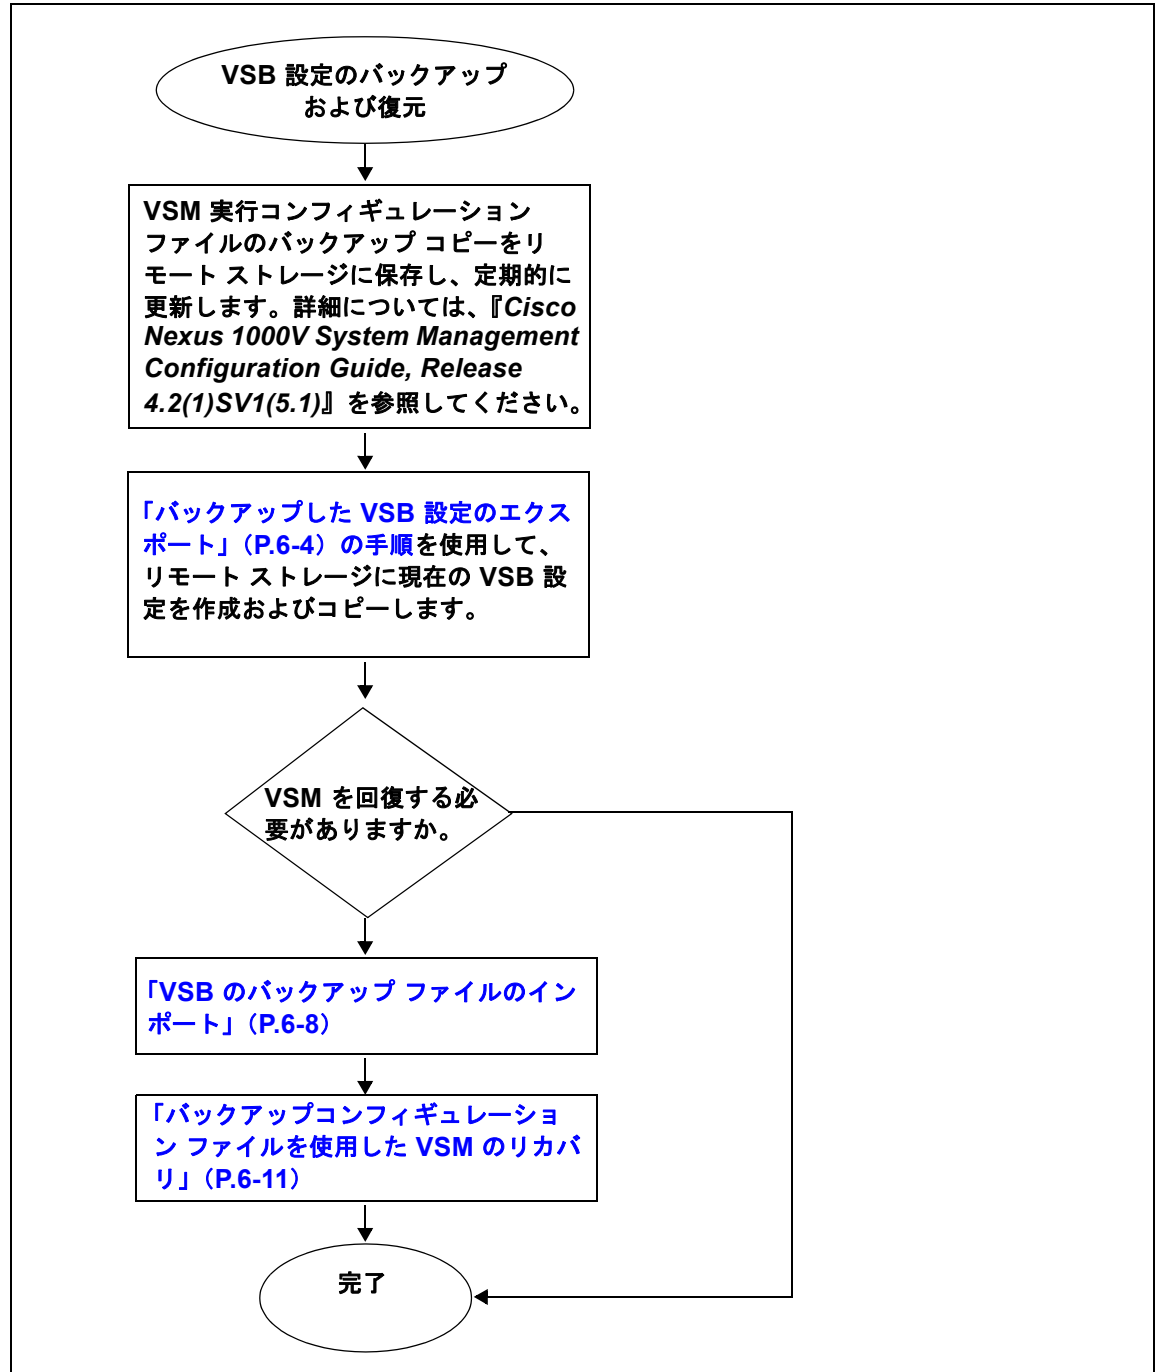 VSB 設定のバックアップ
および復元
VSM 実行コンフィギュレーション
ファイルのバックアップ コピーをリ
モート ストレージに保存し、定期的に
更新します。詳細については、『Cisco
Nexus 1000V System Management
Configuration Guide, Release
4.2(1)SV1(5.1)』を参照してください。
「バックアップした VSB 設定のエクス
ポート」(P.6-4) の手順を使用して、
リモート ストレージに現在の VSB 設
定を作成およびコピーします。
VSM を回復する必
要がありますか。
「VSB のバックアップ ファイルのイン
ポート」(P.6-8)
「バックアップコンフィギュレーショ
ン ファイルを使用した VSM のリカバ
リ」(P.6-11)
完了